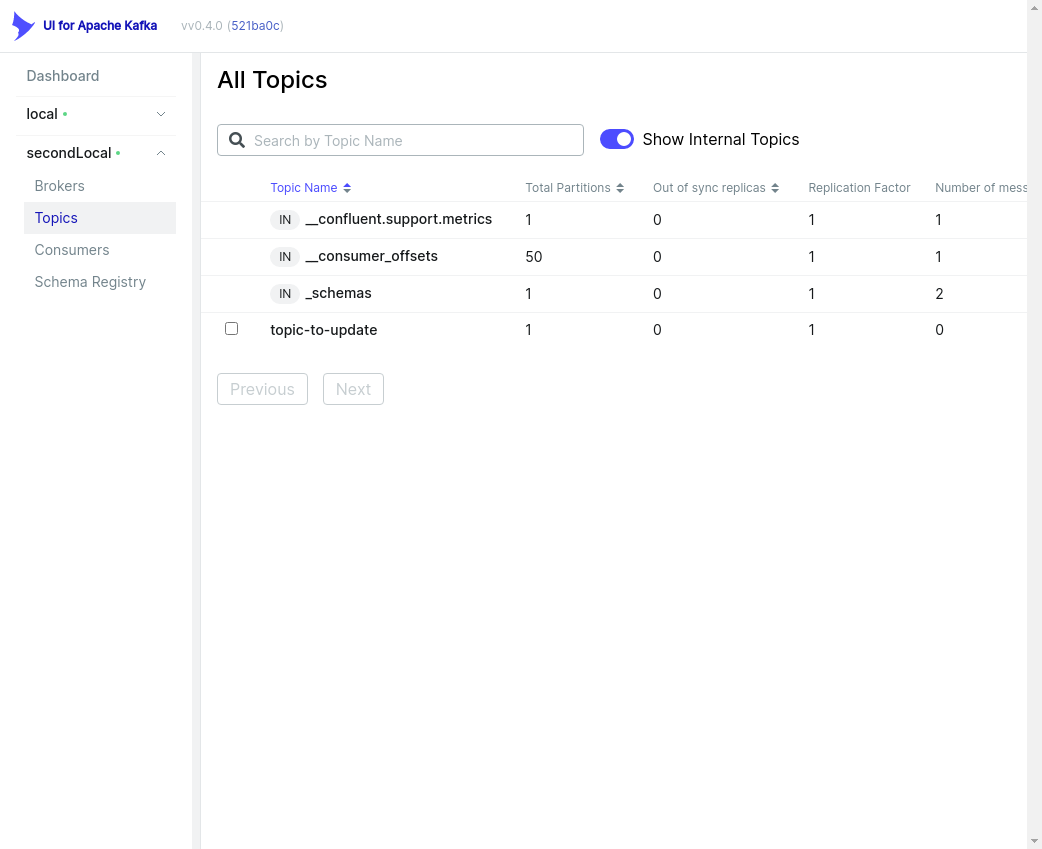 UI for Apache Kafka vv0.4.0 (521ba0c)
Dashboard
local
secondLocal
Brokers
Topics
Consumers
Schema Registry
All Topics
Search by Topic Name Show Internal Topics
Topic Name Total Partitions Out of sync replicas Replication Factor Number of mess
IN __confluent.support.metrics 1 0 1 1
IN __consumer_offsets 50 0 1 1
IN _schemas 1 0 1 2
topic-to-update 1 0 1 0
Previous Next